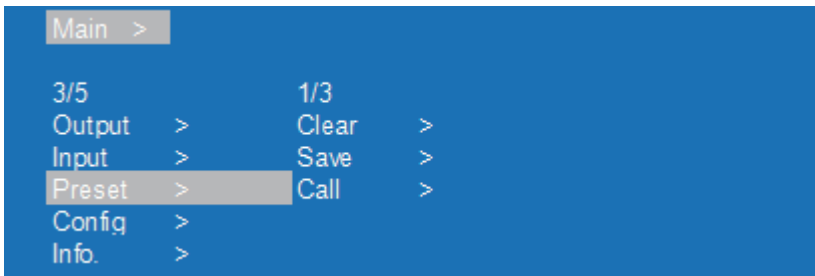 Main >
3/5 1/3
Output > Clear >
Input > Save >
Preset > Call >
Config >
Info. >